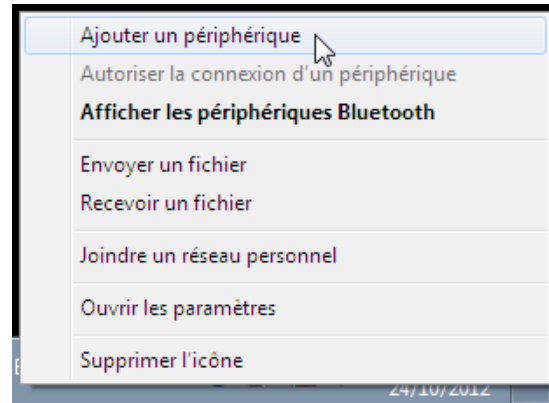 Ajouter un périphérique
Autoriser la connexion d'un périphérique
Afficher les périphériques Bluetooth
Envoyer un fichier
Recevoir un fichier
Joindre un réseau personnel
Ouvrir les paramètres
Supprimer l'icône
24/10/2012